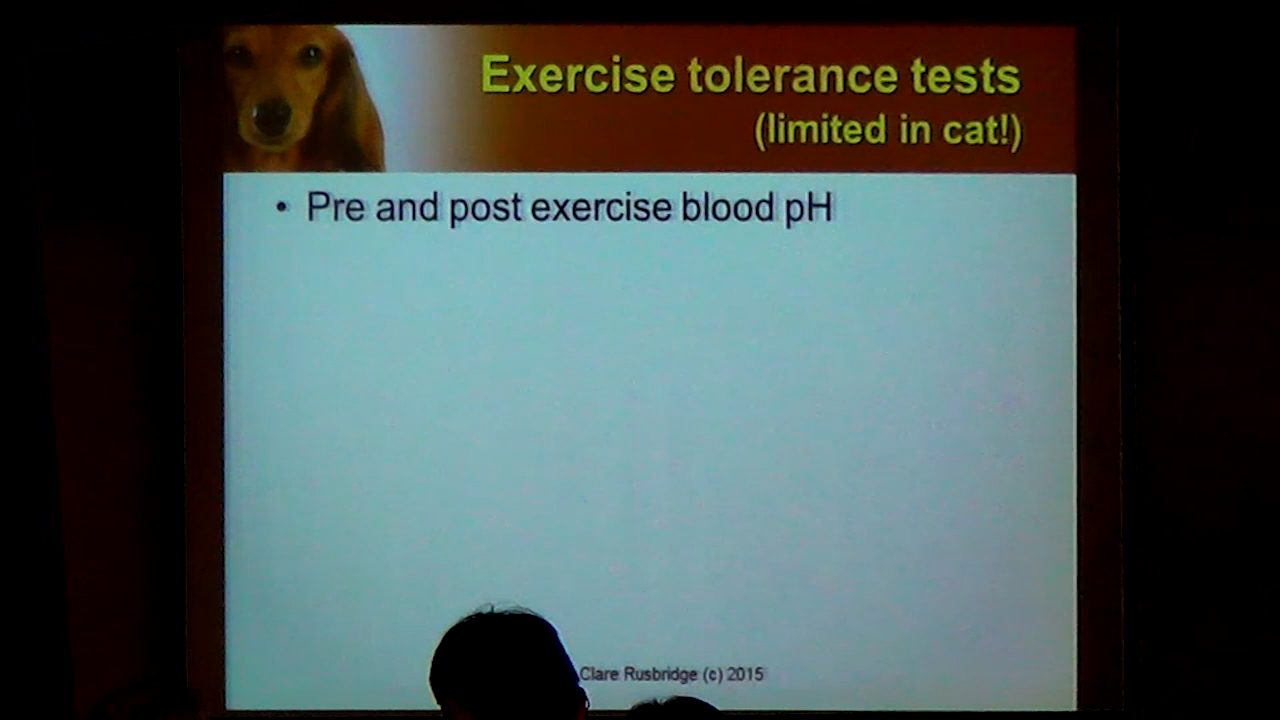 Exercise tolerance tests
(limited in cat!)
• Pre and post exercise blood pH
Clare Rusbridge (c) 2015